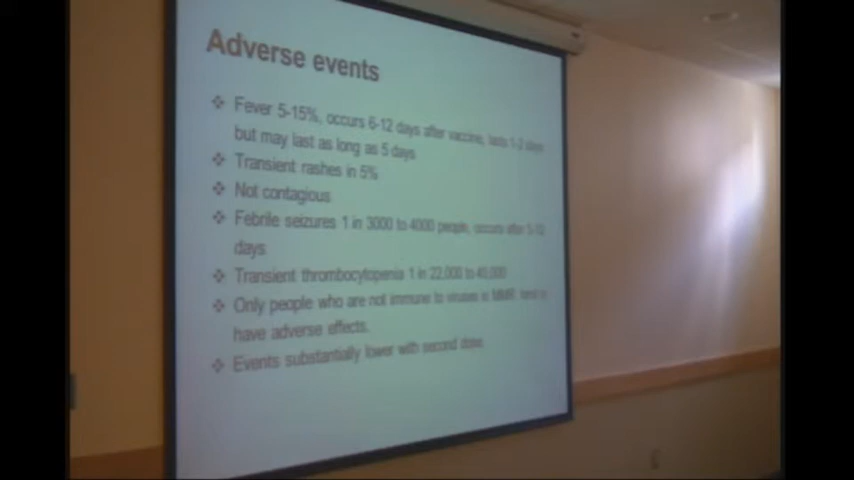 Adverse events
❖ Fever 5-15%, occurs 6-12 days after vaccine, lasts 1-2 days
but may last as long as 5 days
❖ Transient rashes in 5%
❖ Not contagious
❖ Febrile seizures 1 in 3000 to 4000 people, occurs after
days
❖ Transient thrombocytopenia 1 in 22,000 to 40,000
❖ Only people who are not immune to viruses in MMR
have adverse effects.
❖ Events substantially lower with second dose